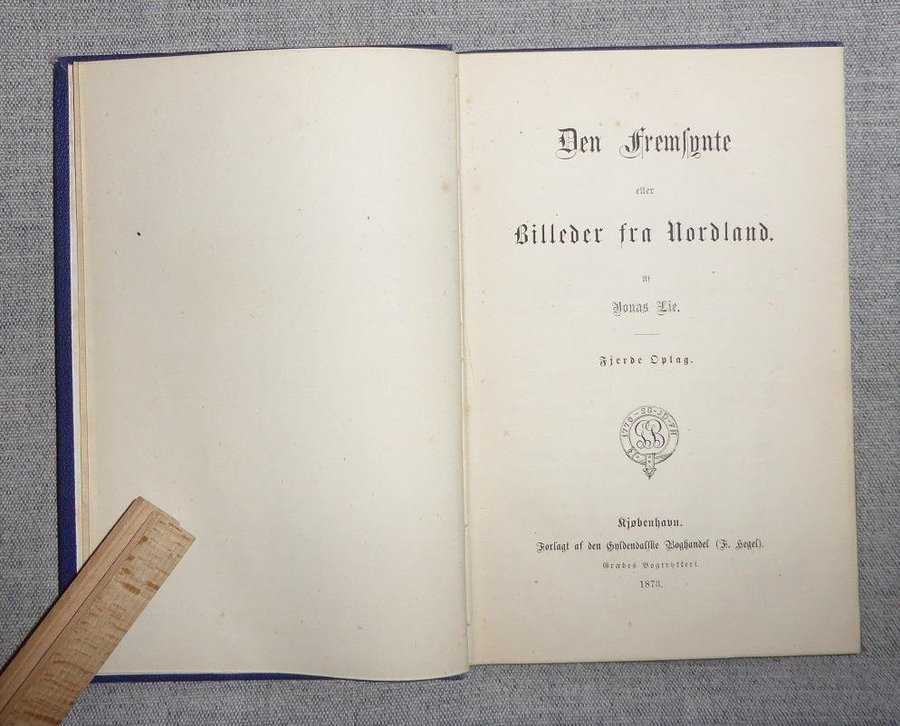 Den Fremsynte
eller
Billeder fra Nordland.
Af
Jonas Lie.
Fjerde Oplag.
Kjøbenhavn.
Forlagt af den Gyldendalske Boghandel (F. Hegel).
Græbes Bogtrykkeri
1873.